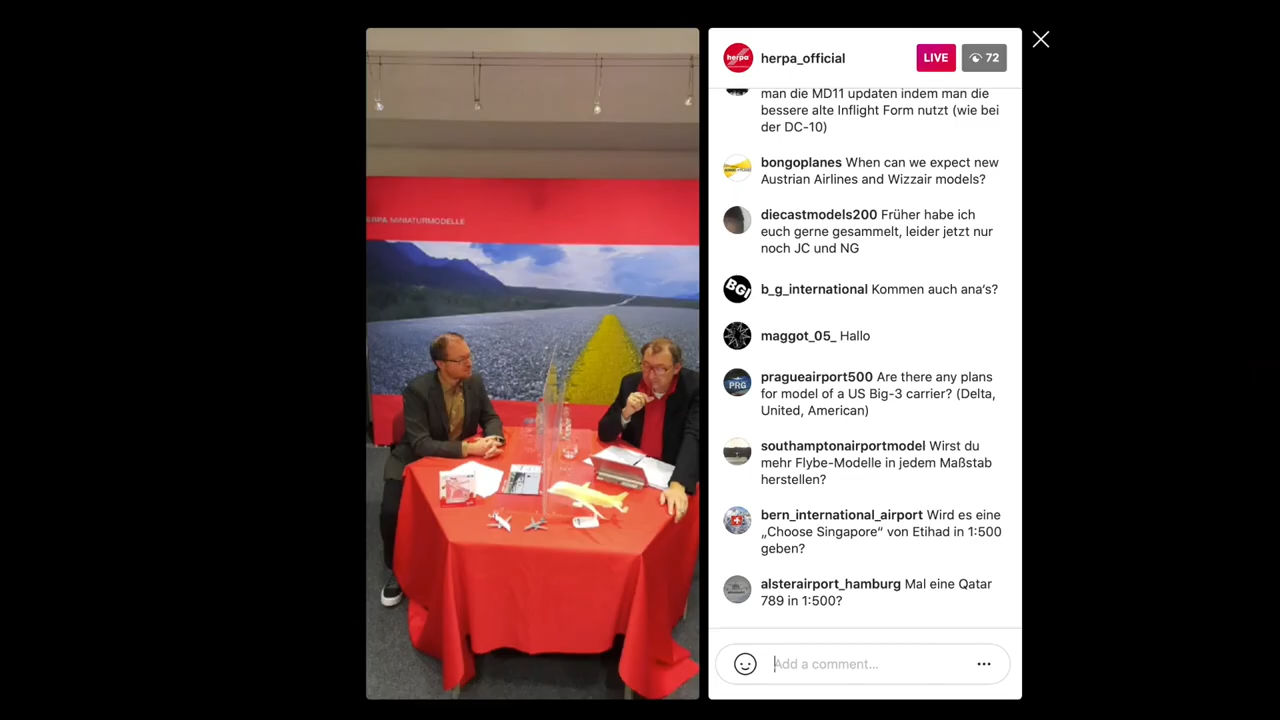 herpa
herpa_official
LIVE
72
man die MD11 updaten indem man die
bessere alte Inflight Form nutzt (wie bei
der DC-10)
bongoplanes When can we expect new
Austrian Airlines and Wizzair models?
diecastmodels200 Früher habe ich
euch gerne gesammelt, leider jetzt nur
noch JC und NG
BGI
b_g_international Kommen auch ana's?
maggot_05_ Hallo
PRG
pragueairport500 Are there any plans
for model of a US Big-3 carrier? (Delta,
United, American)
southamptonairportmodel Wirst du
mehr Flybe-Modelle in jedem Maßstab
herstellen?
bern_international_airport Wird es eine
„Choose Singapore“ von Etihad in 1:500
geben?
alsterairport_hamburg Mal eine Qatar
789 in 1:500?
Add a comment...
ERPA MINIATURMODELLE